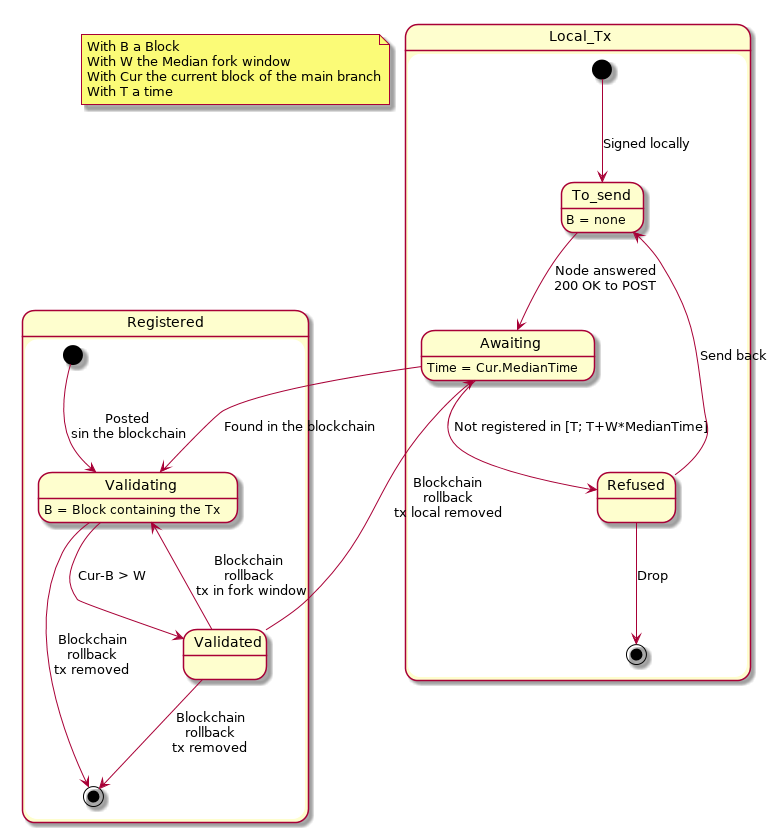 With B a Block
With W the Median fork window
With Cur the current block of the main branch
With T a time
Local_Tx
Signed locally
To_send
B = none
Node answered
200 OK to POST
Registered
Awaiting
Time = Cur.MedianTime
Send back
Posted
sin the blockchain
Found in the blockchain
Not registered in [T; T+W*MedianTime]
Validating
B = Block containing the Tx
Refused
Blockchain
rollback
tx local removed
Cur-B > W
Blockchain
rollback
tx in fork window
Drop
Validated
Blockchain
rollback
tx removed
Blockchain
rollback
tx removed